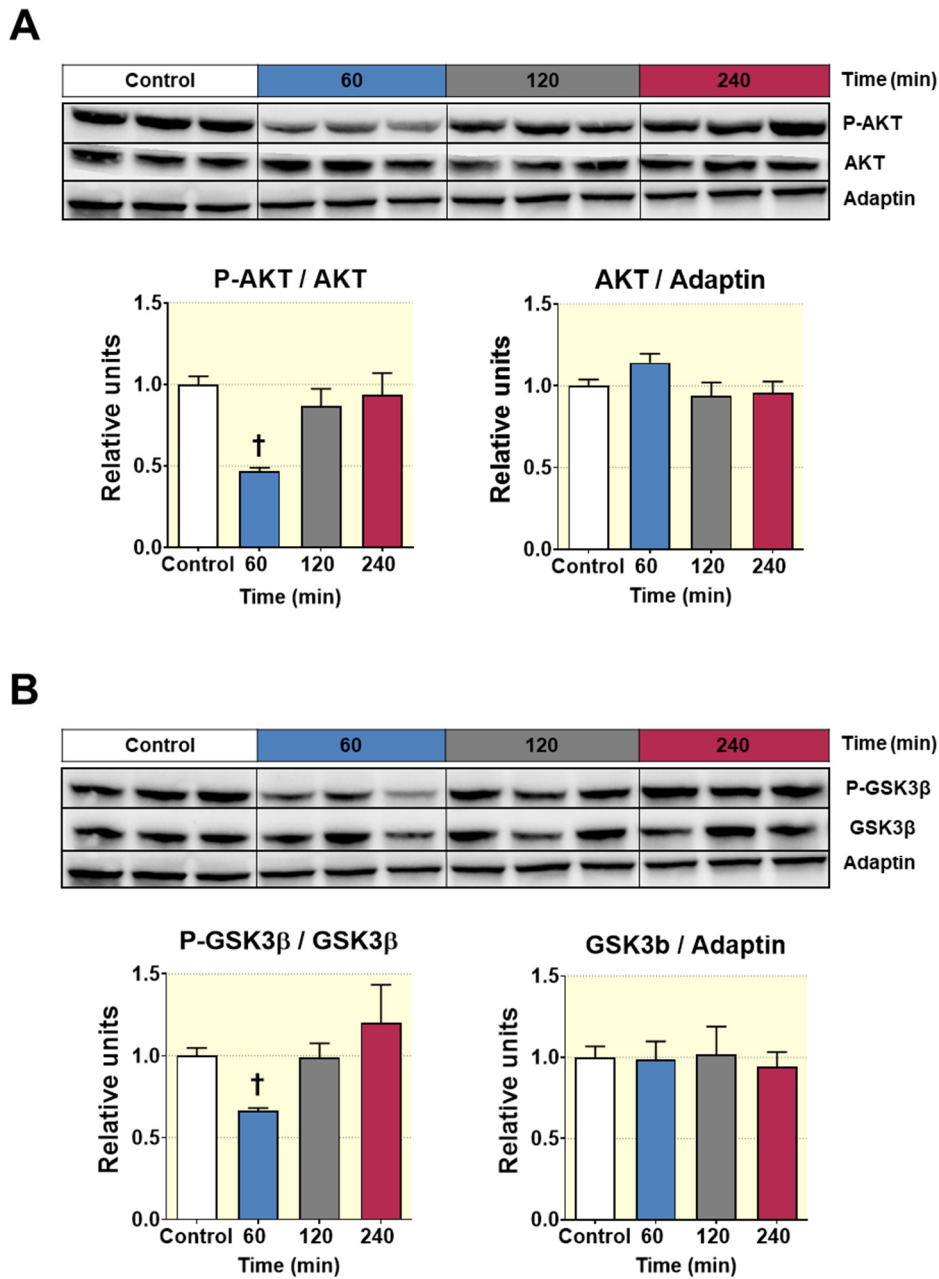 A
Control 60 120 240 Time (min)
P-AKT
AKT
Adaptin
P-AKT / AKT
1.5
1.0
0.5
0.0
Relative units
†
Control 60 120 240
Time (min)
AKT / Adaptin
1.5
1.0
0.5
0.0
Relative units
Control 60 120 240
Time (min)
B
Control 60 120 240 Time (min)
P-GSK3β
GSK3β
Adaptin
P-GSK3β / GSK3β
1.5
1.0
0.5
0.0
Relative units
†
Control 60 120 240
Time (min)
GSK3b / Adaptin
1.5
1.0
0.5
0.0
Relative units
Control 60 120 240
Time (min)